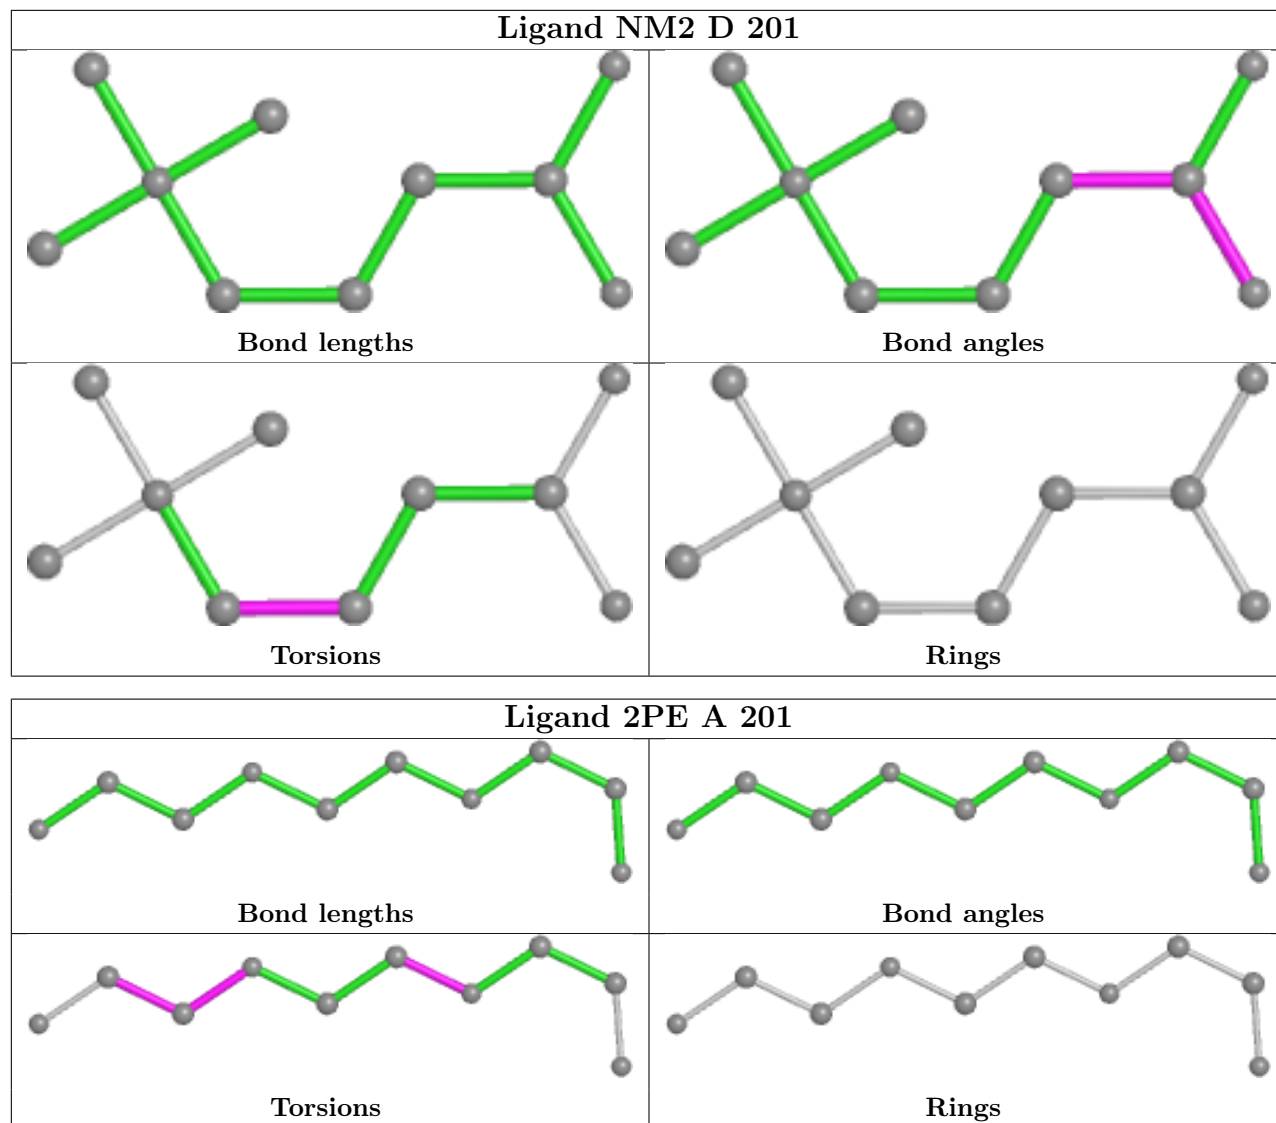 Ligand NM2 D 201
Bond lengths
Bond angles
Torsions
Rings
Ligand 2PE A 201
Bond lengths
Bond angles
Torsions
Rings